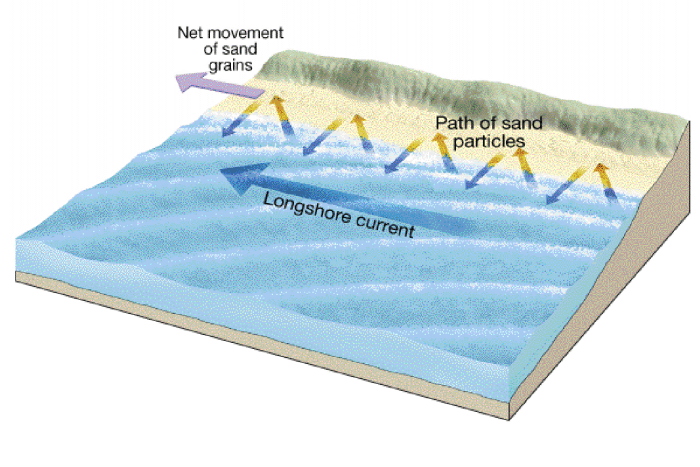 Net movement
of sand
grains
Path of sand
particles
Longshore current